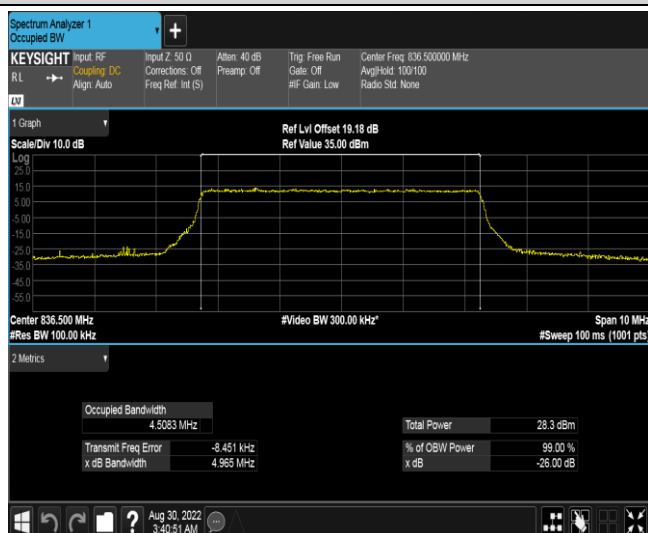 Spectrum Analyzer 1
Occupied BW
+
KEYSIGHT
RL
LXI
Input: RF
Coupling: DC
Align: Auto
Input Z: 50 Ω
Corrections: Off
Freq Ref: Int (S)
Atten: 40 dB
Preamp: Off
Trig: Free Run
Gate: Off
#IF Gain: Low
Center Freq: 836.500000 MHz
Avg|Hold: 100/100
Radio Std: None
1 Graph
Scale/Div 10.0 dB
Ref Lvl Offset 19.18 dB
Ref Value 35.00 dBm
Log
25.0
15.0
5.00
-5.00
-15.0
-25.0
-35.0
-45.0
-55.0
Center 836.500 MHz
#Res BW 100.00 kHz
#Video BW 300.00 kHz*
Span 10 MHz
#Sweep 100 ms (1001 pts)
2 Metrics
Occupied Bandwidth
4.5083 MHz
Transmit Freq Error -8.451 kHz
x dB Bandwidth 4.965 MHz
Total Power 28.3 dBm
% of OBW Power 99.00 %
x dB -26.00 dB
?
Aug 30, 2022
3:40:51 AM